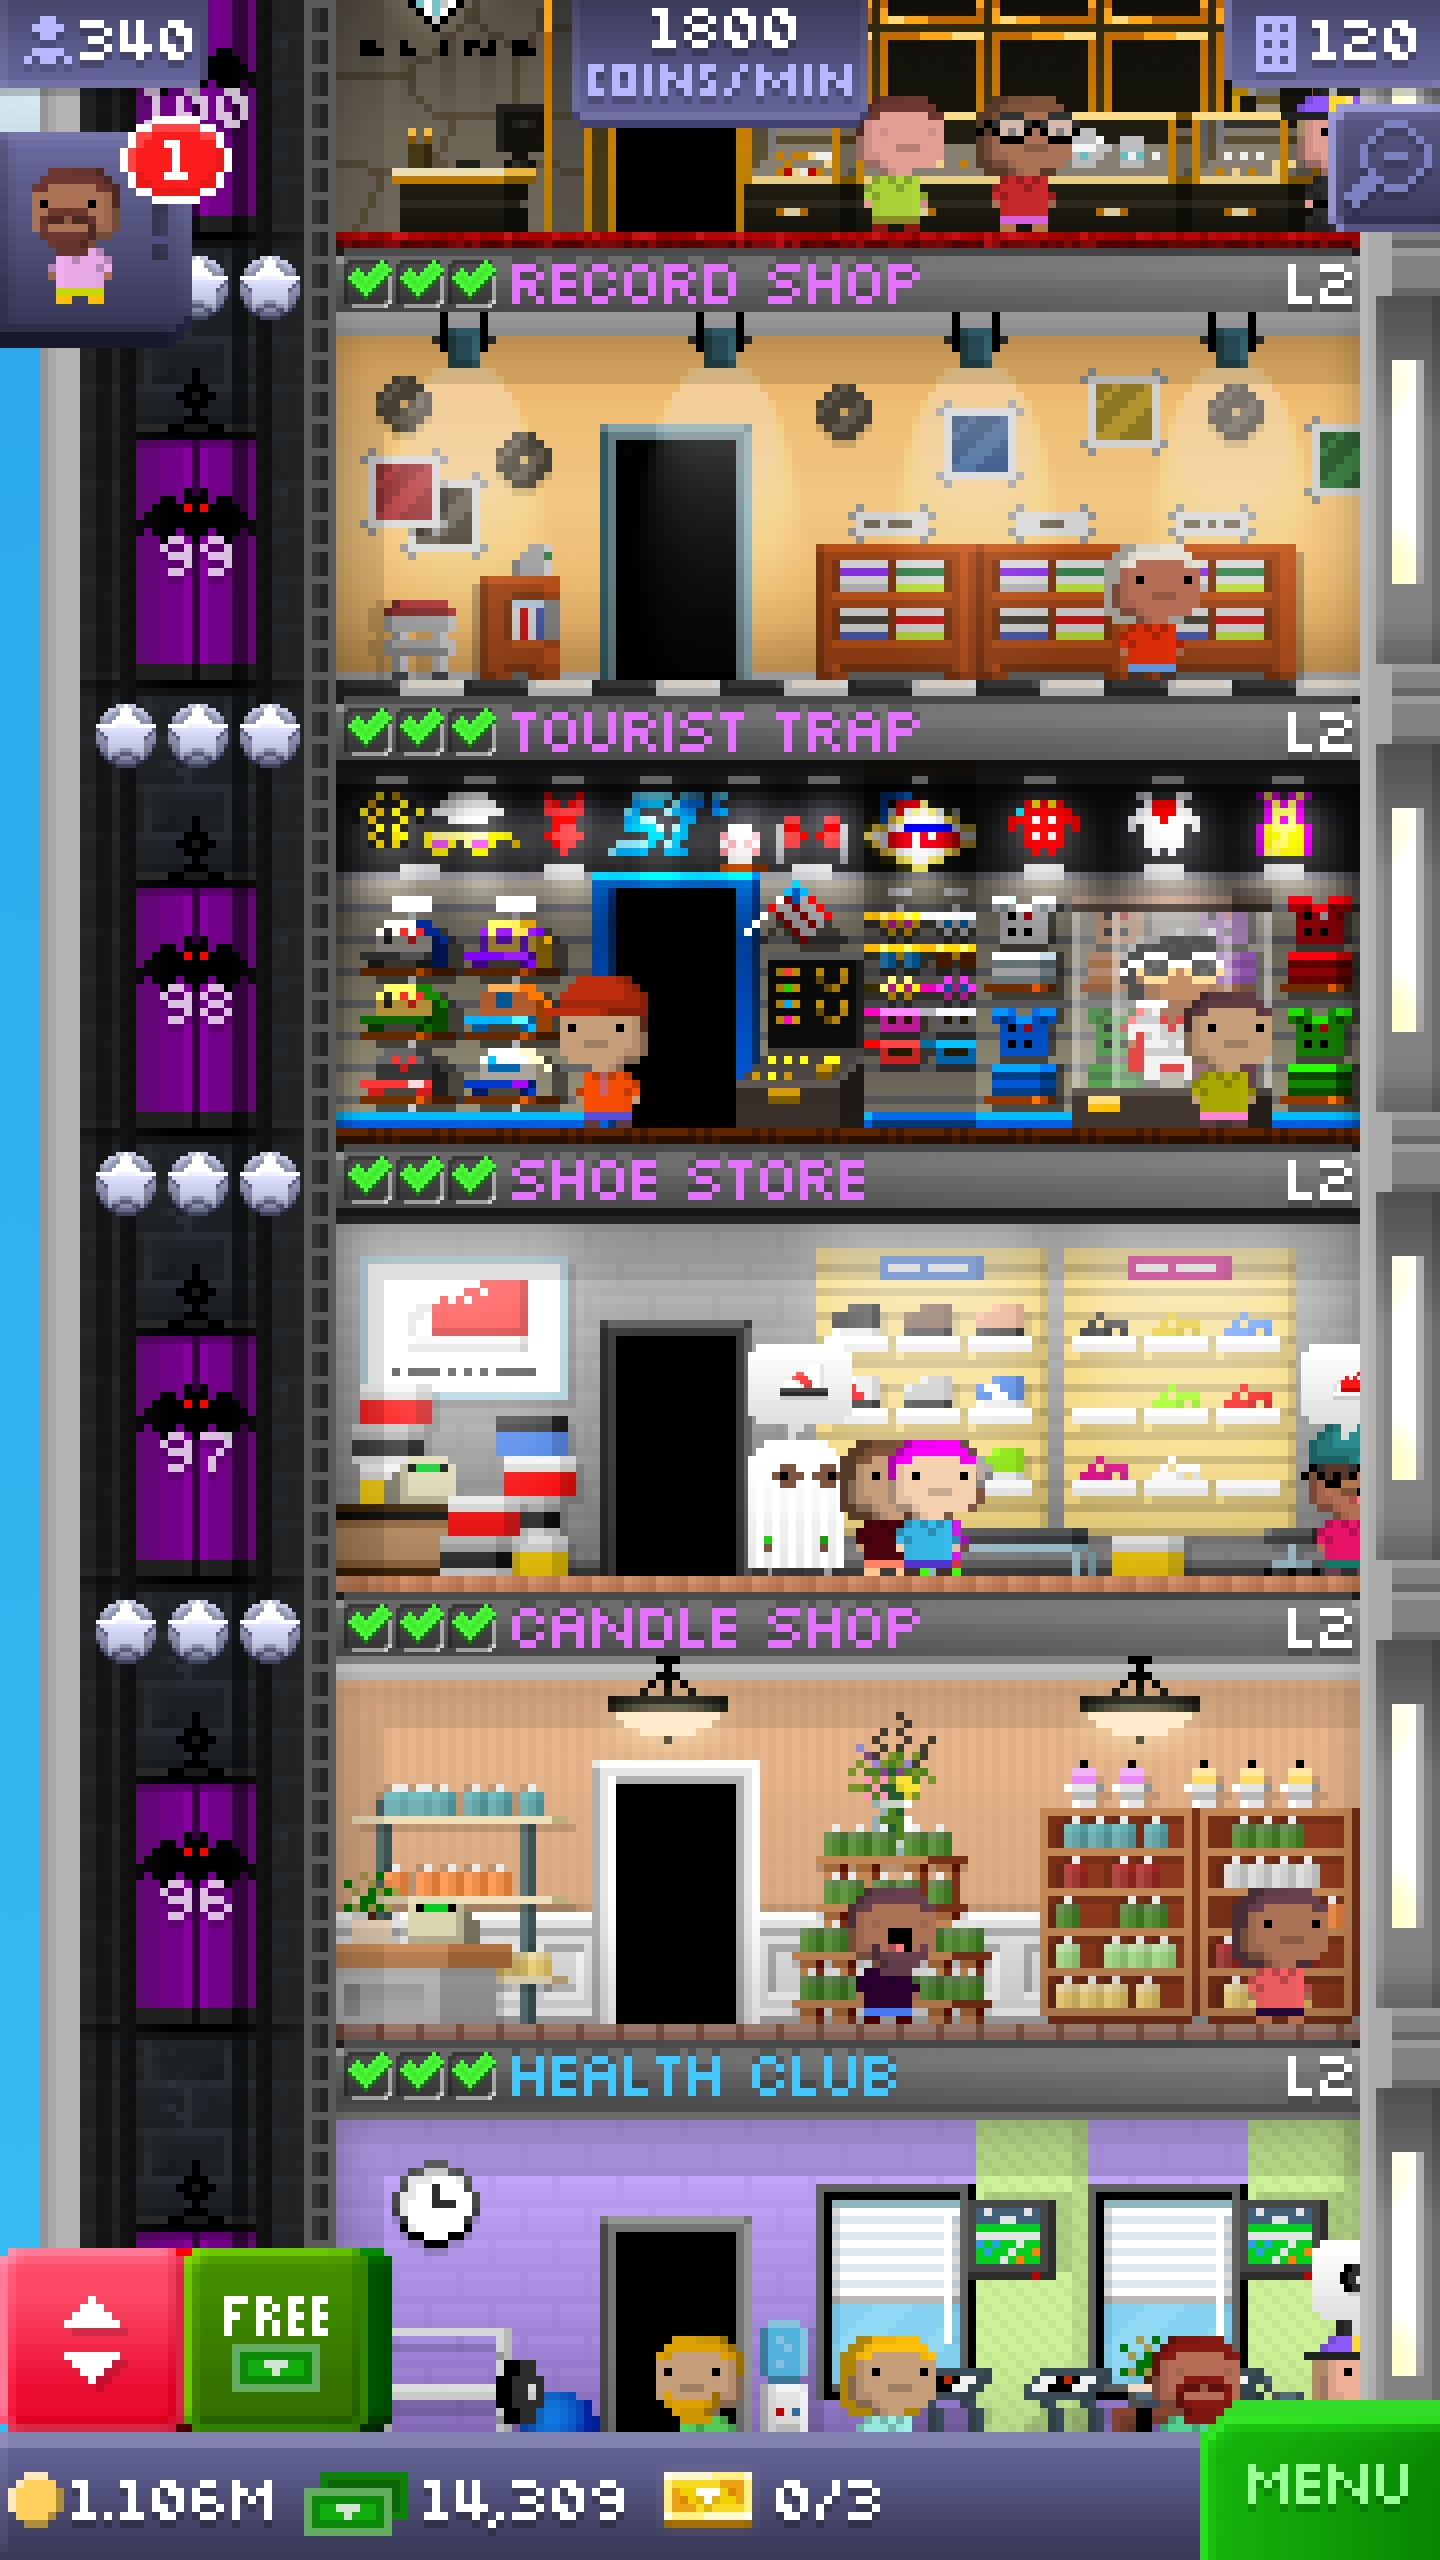 340
1800
COINS/MIN
120
BLING
100
1
RECORD SHOP L2
99
TOURIST TRAP L2
98
SHOE STORE L2
97
CANDLE SHOP L2
96
HEALTH CLUB L2
FREE
1.106M 14,309 0/3
MENU